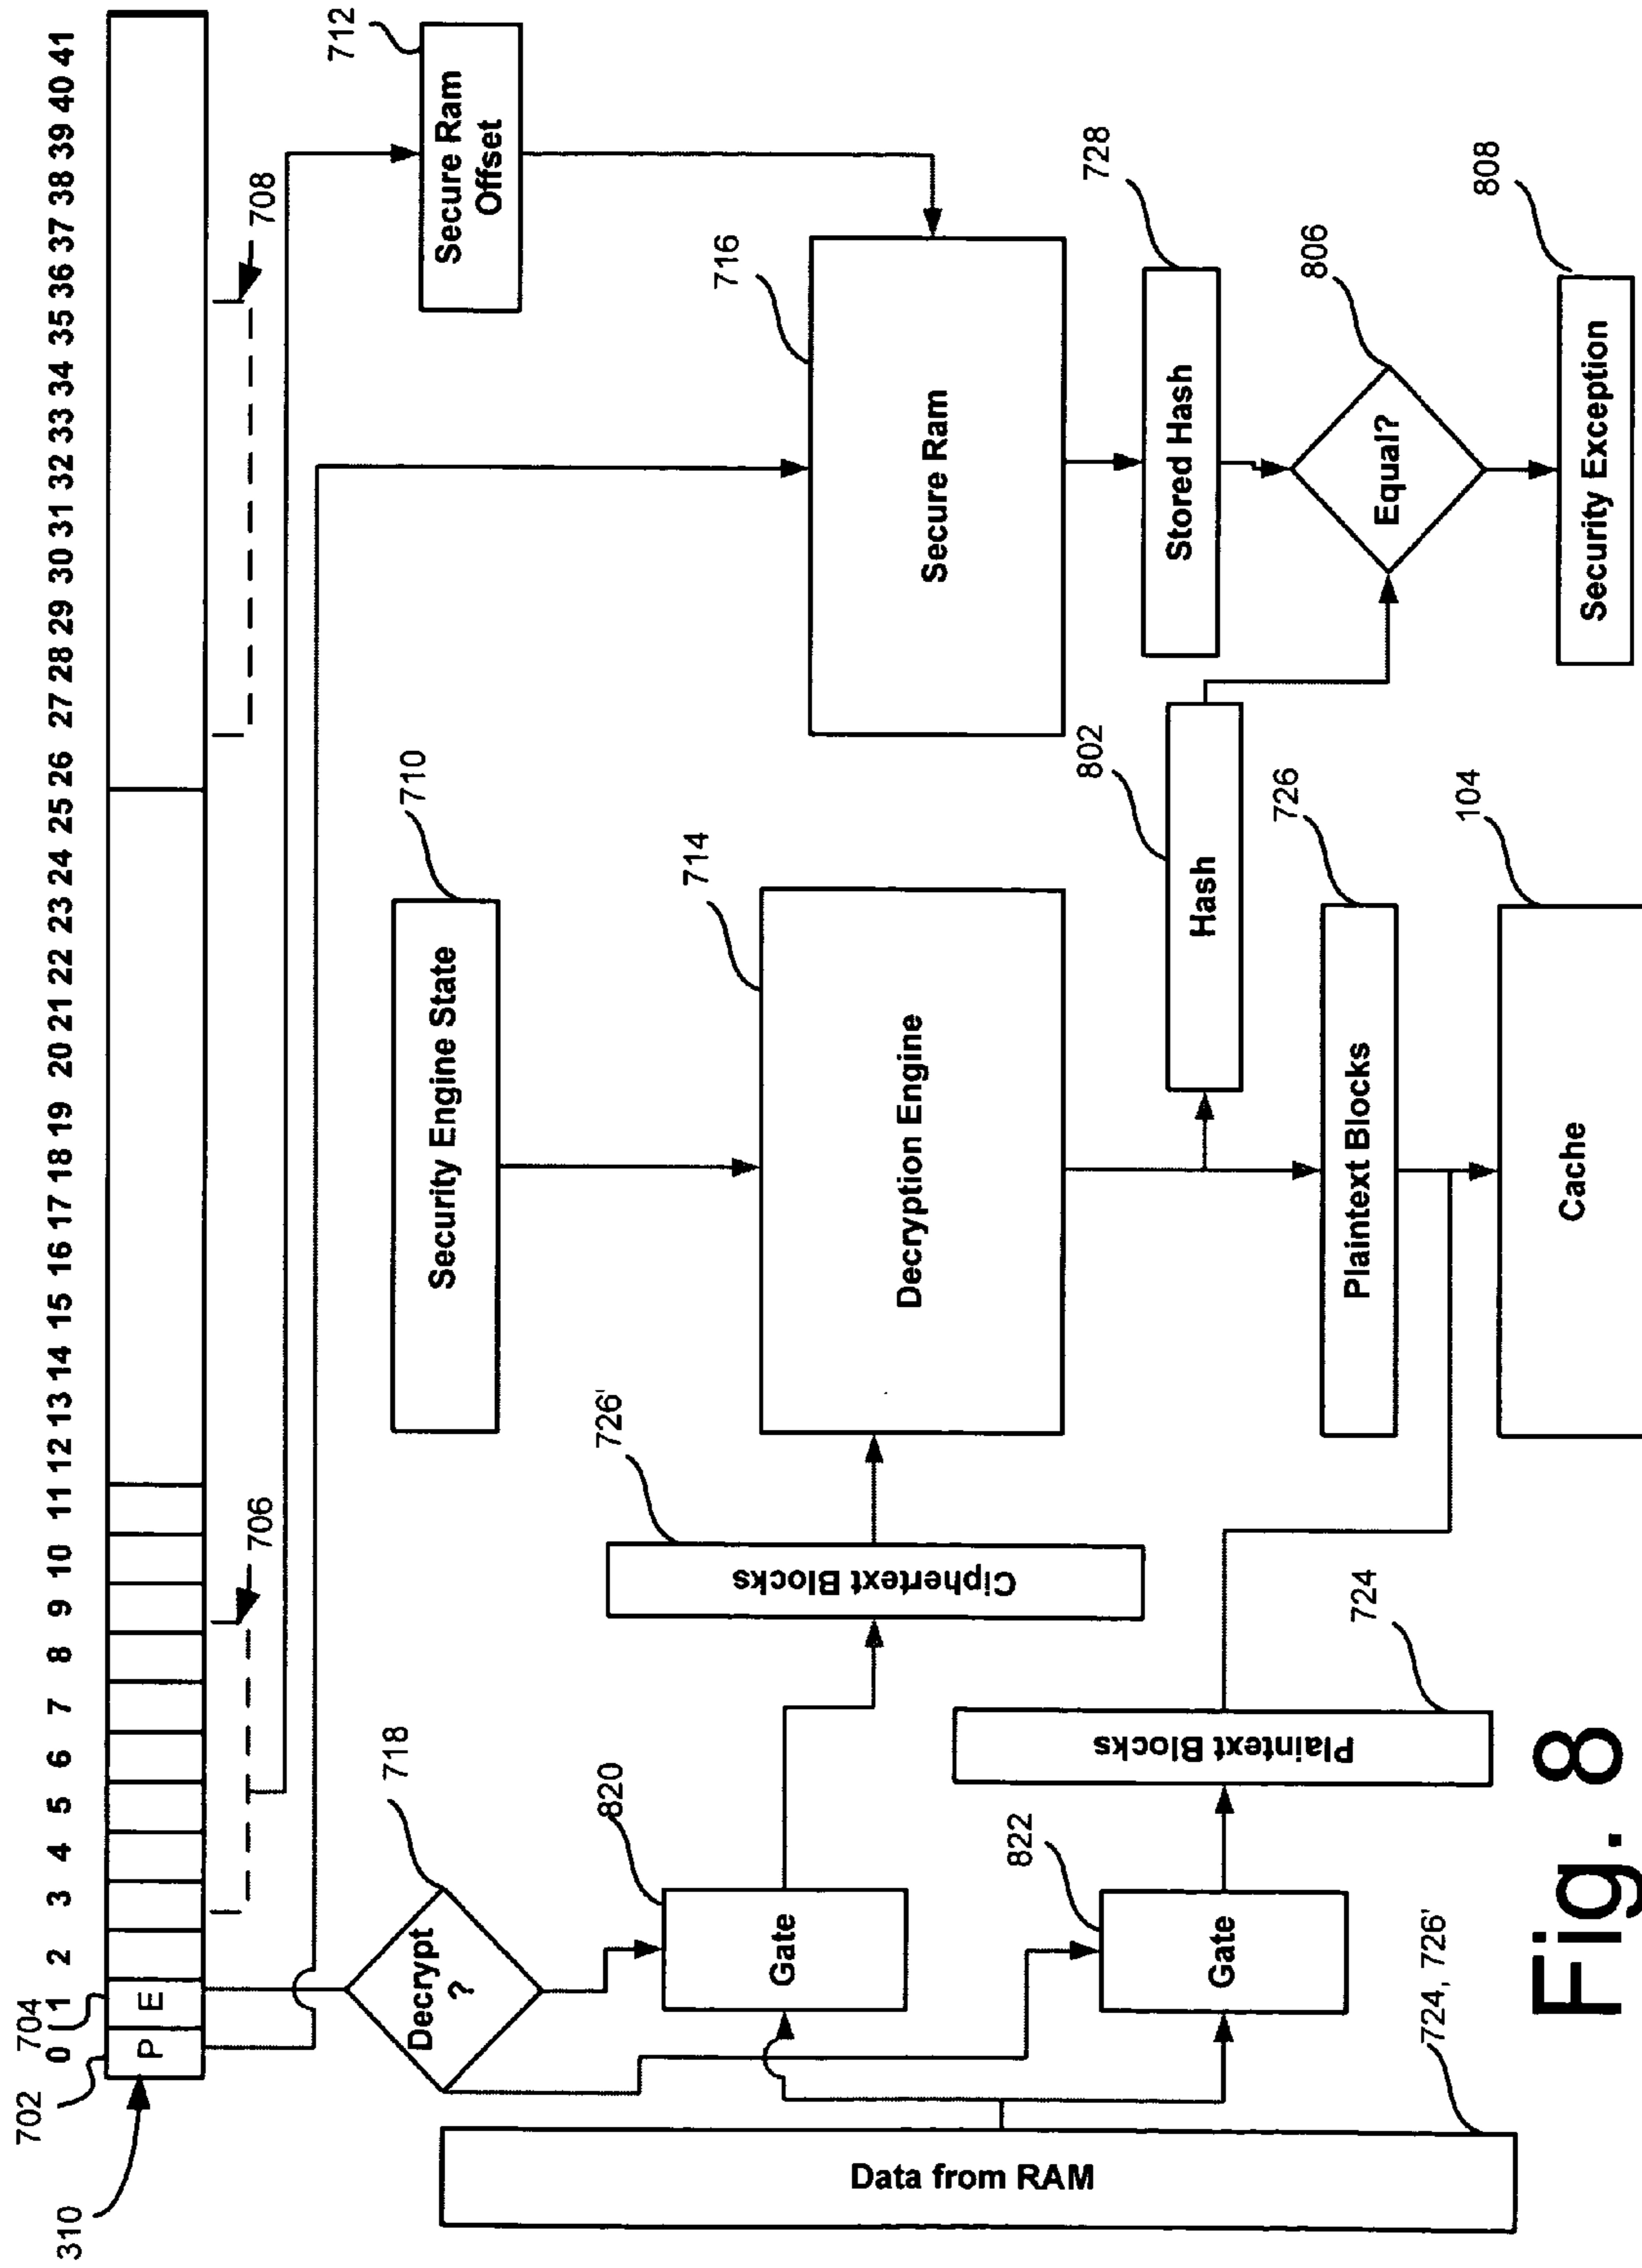 702 704
0 1 2 3 4 5 6 7 8 9 10 11 12 13 14 15 16 17 18 19 20 21 22 23 24 25 26 27 28 29 30 31 32 33 34 35 36 37 38 39 40 41
P E
310
706
708
712
Secure Ram
Offset
710
Security Engine State
718
Decrypt
?
726'
Ciphertext Blocks
714
Decryption Engine
716
Secure Ram
820
Gate
822
Gate
Data from RAM
724, 726'
724
Plaintext Blocks
802
Hash
728
Stored Hash
806
Equal?
808
Security Exception
726
Plaintext Blocks
104
Cache
Fig. 8